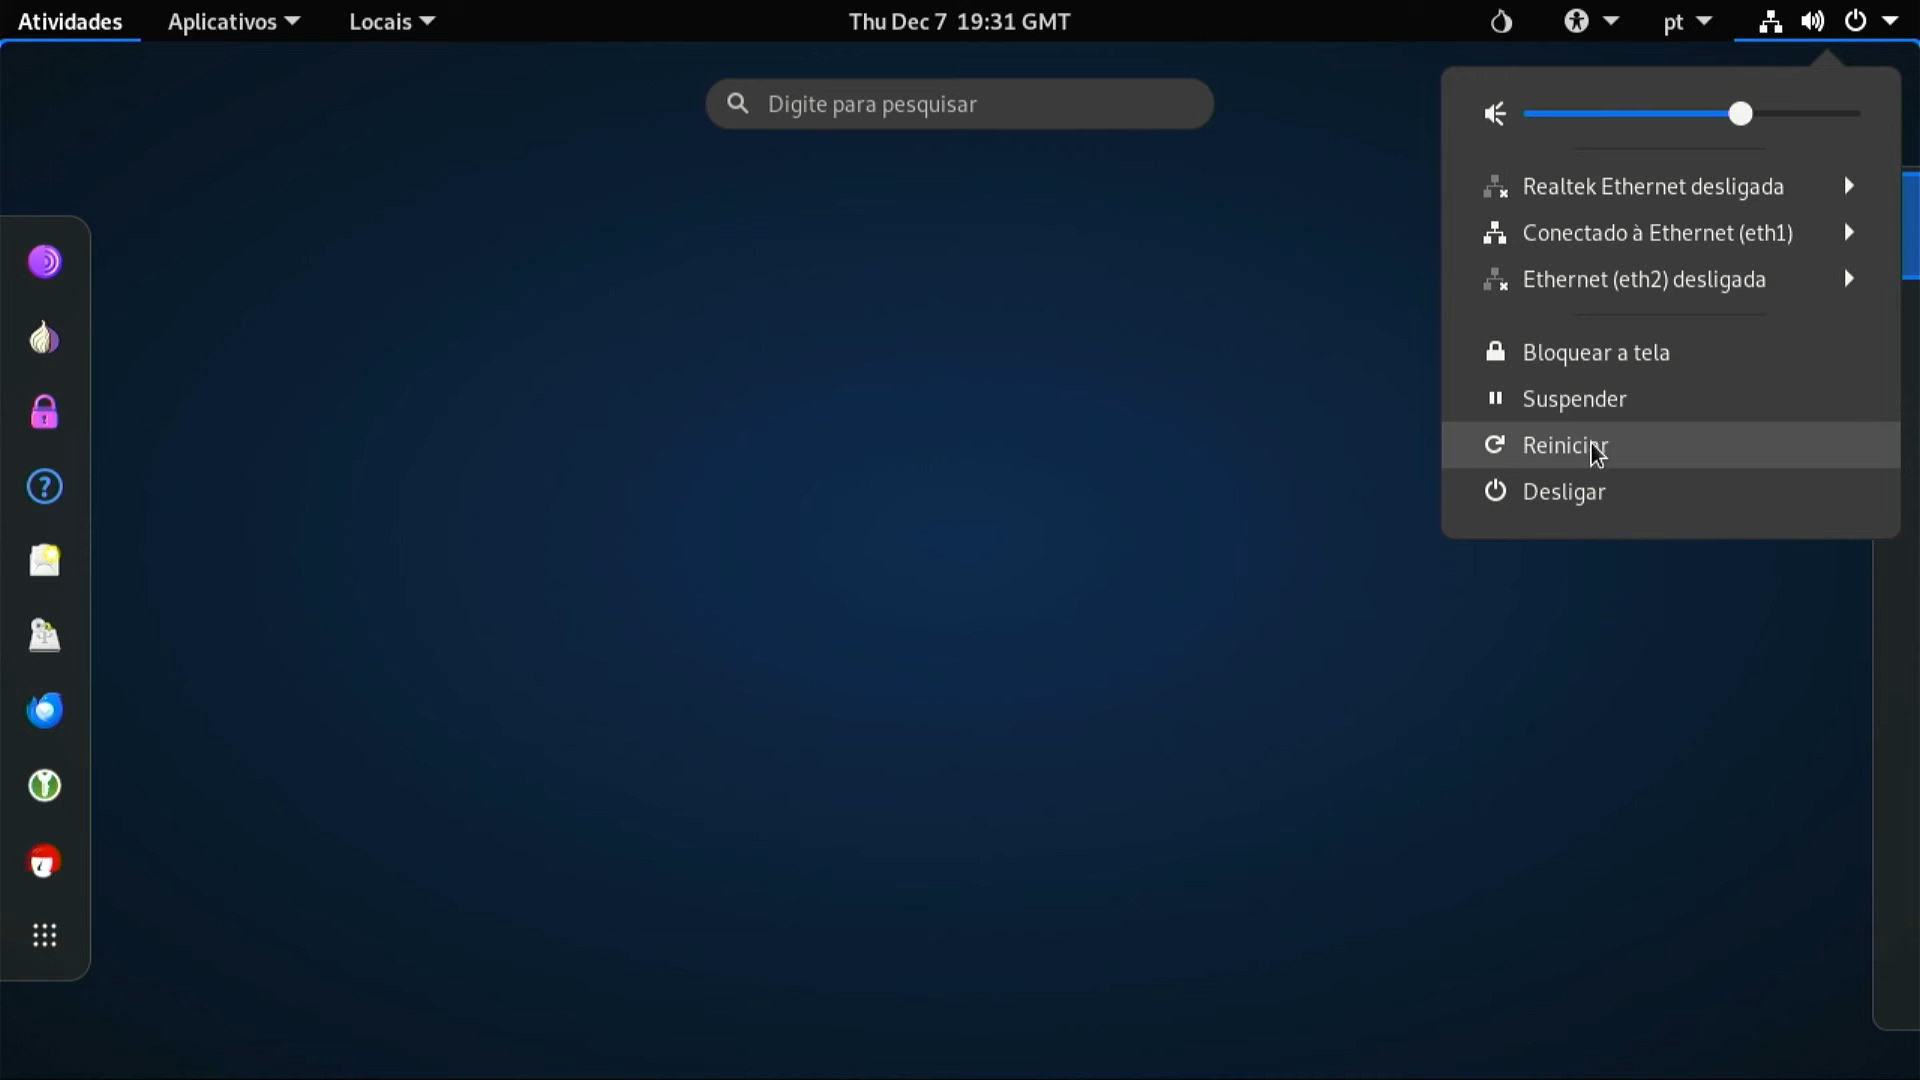 Atividades
Aplicativos
Locais
Thu Dec 7 19:31 GMT
pt
Digite para pesquisar
Realtek Ethernet desligada
Conectado à Ethernet (eth1)
Ethernet (eth2) desligada
Bloquear a tela
Suspender
Reiniciar
Desligar